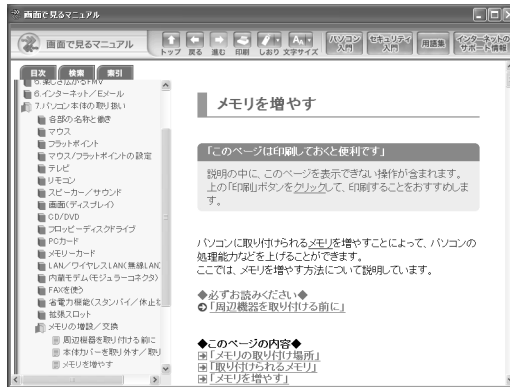 画面で見るマニュアル
画面で見るマニュアル
トップ 戻る 進む 印刷 しおり 文字サイズ
パソコン入門 セキュリティ入門 用語集 インターネットのサポート情報
目次 検索 索引
6.インターネット/Eメール
7.パソコン本体の取り扱い
各部の名称と働き
マウス
フラットポイント
マウス/フラットポイントの設定
テレビ
リモコン
スピーカー/サウンド
画面(ディスプレイ)
CD/DVD
フロッピーディスクドライブ
PCカード
メモリーカード
LAN/ワイヤレスLAN(無線LAN)
内蔵モデム(モジュラーコネクタ)
FAXを使う
省電力機能(スタンバイ/休止
拡張スロット
メモリの増設/交換
周辺機器を取り付ける前に
本体カバーを取り外す/取り
メモリを増やす
メモリを増やす
「このページは印刷しておくと便利です」
説明の中に、このページを表示できない操作が含まれます。
上の「印刷」ボタンをクリックして、印刷することをおすすめしま
す。
パソコンに取り付けられるメモリを増やすことによって、パソコンの
処理能力などを上げることができます。
ここでは、メモリを増やす方法について説明しています。
◆必ずお読みください◆
「周辺機器を取り付ける前に」
◆このページの内容◆
「メモリの取り付け場所」
「取り付けられるメモリ」
「メモリを増やす」